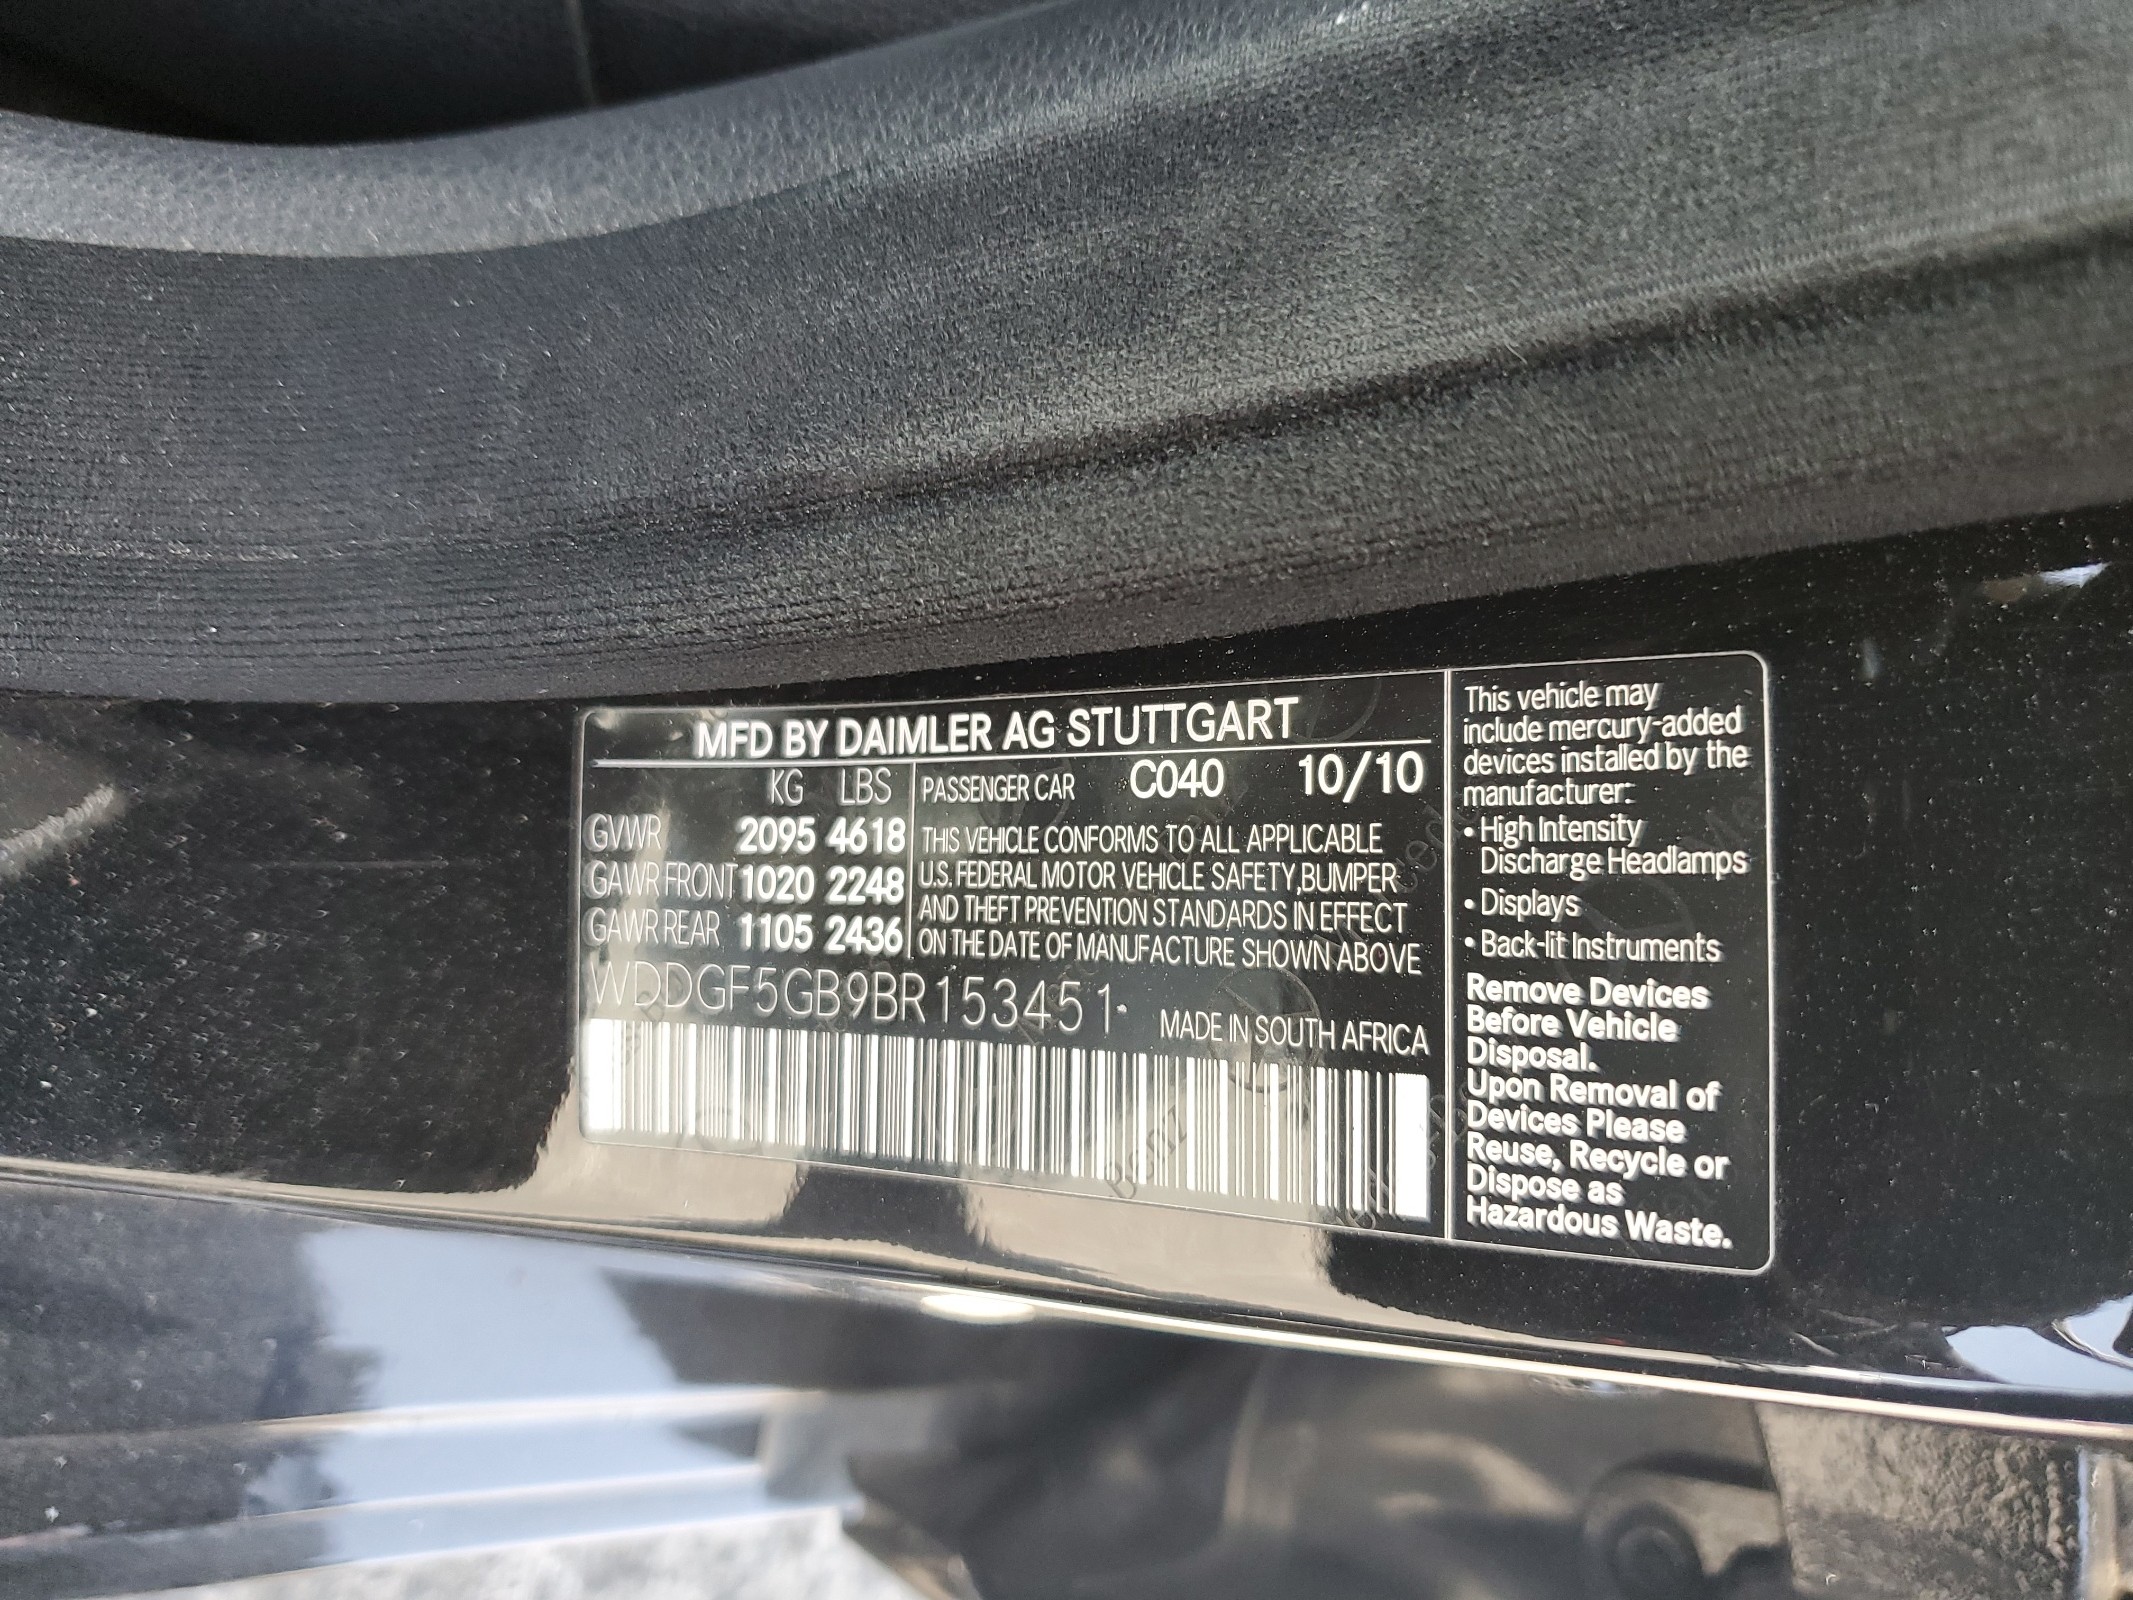 MFD BY DAIMLER AG STUTTGART
KG LBS
GVWR 2095 4618
GAWR FRONT 1020 2248
GAWR REAR 1105 2436
PASSENGER CAR C040 10/10
THIS VEHICLE CONFORMS TO ALL APPLICABLE
U.S. FEDERAL MOTOR VEHICLE SAFETY,BUMPER
AND THEFT PREVENTION STANDARDS IN EFFECT
ON THE DATE OF MANUFACTURE SHOWN ABOVE
WDDGF5GB9BR153451
MADE IN SOUTH AFRICA
This vehicle may
include mercury-added
devices installed by the
manufacturer:
• High Intensity
Discharge Headlamps
• Displays
• Back-lit Instruments
Remove Devices
Before Vehicle
Disposal.
Upon Removal of
Devices Please
Reuse, Recycle or
Dispose as
Hazardous Waste.
Benz